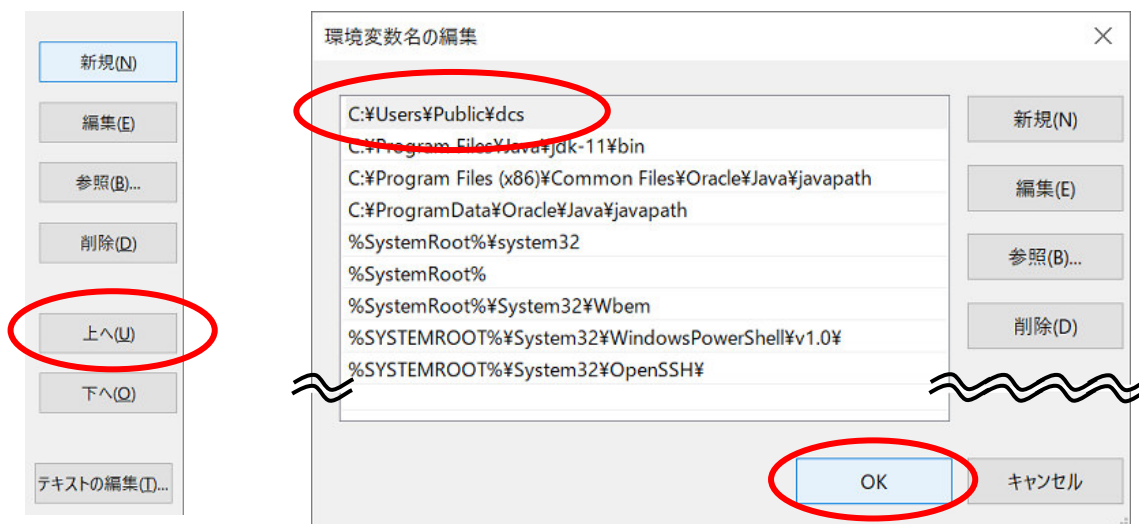 新規(N)
編集(E)
参照(B)...
削除(D)
上へ(U)
下へ(O)
テキストの編集(T)...
環境変数名の編集
C:¥Users¥Public¥dcs
C:¥Program Files¥Java¥jdk-11¥bin
C:¥Program Files (x86)¥Common Files¥Oracle¥Java¥javapath
C:¥ProgramData¥Oracle¥Java¥javapath
%SystemRoot%¥system32
%SystemRoot%
%SystemRoot%¥System32¥Wbem
%SYSTEMROOT%¥System32¥WindowsPowerShell¥v1.0¥
%SYSTEMROOT%¥System32¥OpenSSH¥
新規(N)
編集(E)
参照(B)...
削除(D)
OK
キャンセル